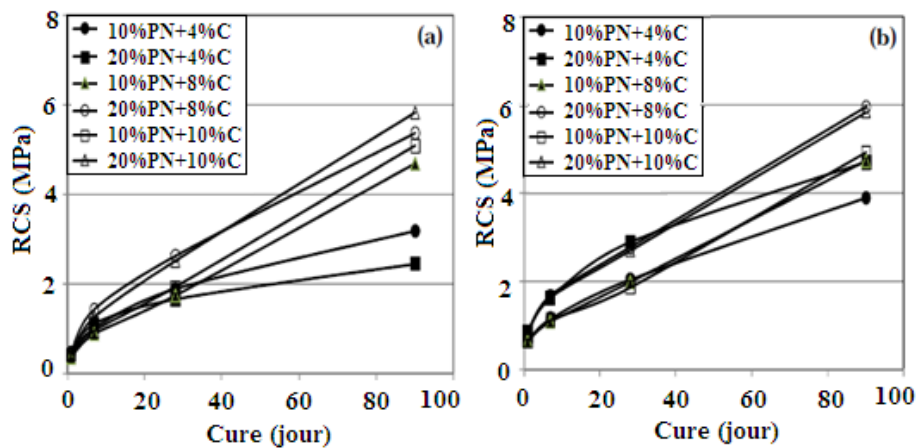 8
6
4
2
0
RCS (MPa)
10%PN+4%C
20%PN+4%C
10%PN+8%C
20%PN+8%C
10%PN+10%C
20%PN+10%C
(a)
0 20 40 60 80 100
Cure (jour)
8
6
4
2
0
RCS (MPa)
10%PN+4%C
20%PN+4%C
10%PN+8%C
20%PN+8%C
10%PN+10%C
20%PN+10%C
(b)
0 20 40 60 80 100
Cure (jour)